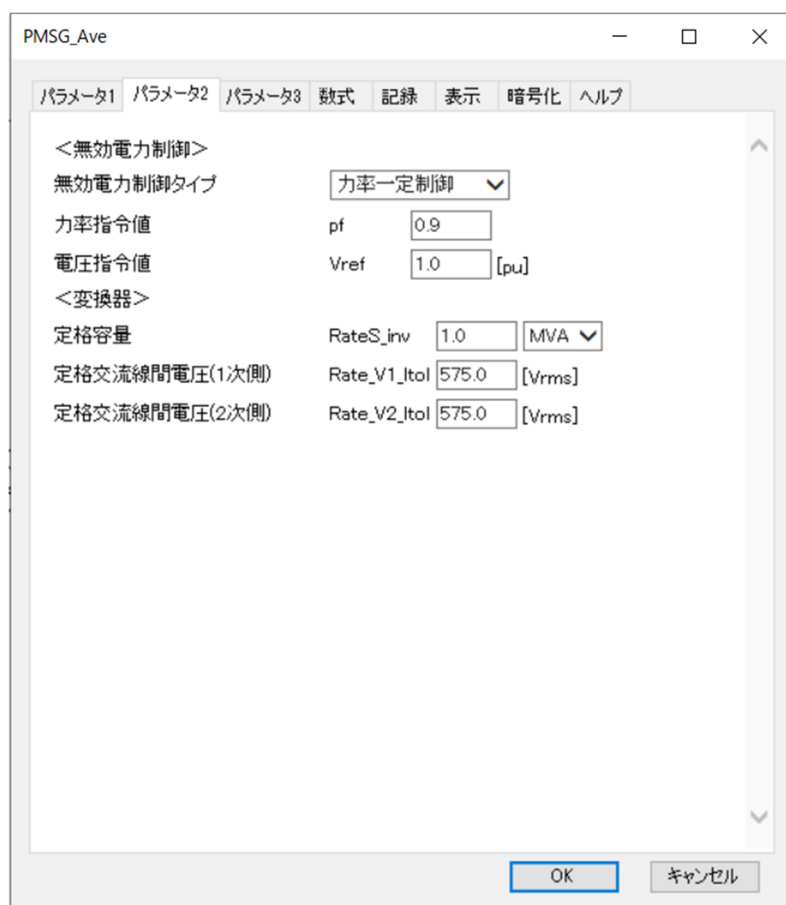 PMSG_Ave
パラメータ1 パラメータ2 パラメータ3 数式 記録 表示 暗号化 ヘルプ
<無効電力制御>
無効電力制御タイプ 力率一定制御
力率指令値 pf 0.9
電圧指令値 Vref 1.0 [pu]
<変換器>
定格容量 RateS_inv 1.0 MVA
定格交流線間電圧(1次側) Rate_V1_ltol 575.0 [Vrms]
定格交流線間電圧(2次側) Rate_V2_ltol 575.0 [Vrms]
OK キャンセル